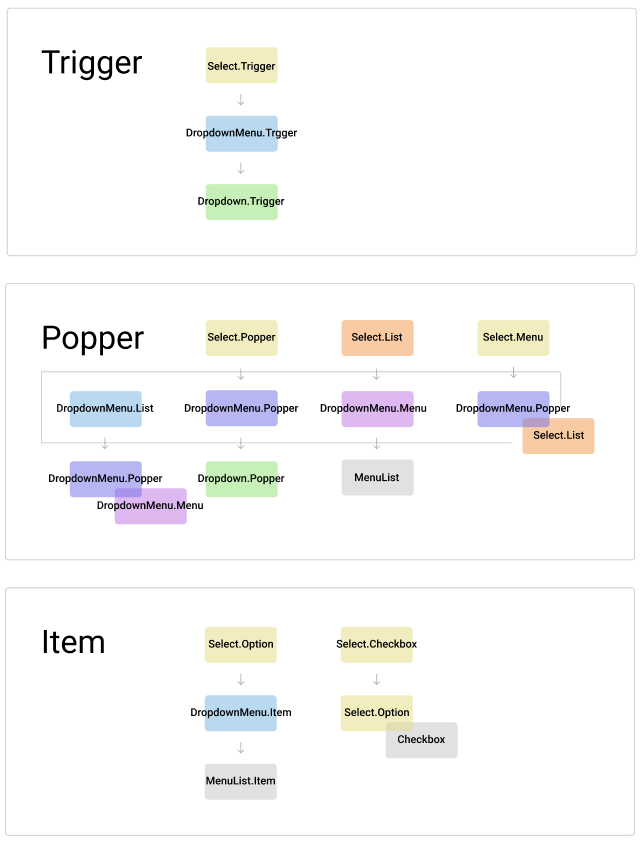 Trigger
Select.Trigger
DropdownMenu.Trgger
Dropdown.Trigger
Popper
Select.Popper
Select.List
Select.Menu
DropdownMenu.List
DropdownMenu.Popper
DropdownMenu.Menu
DropdownMenu.Popper
Select.List
DropdownMenu.Popper
Dropdown.Popper
MenuList
DropdownMenu.Menu
Item
Select.Option
Select.Checkbox
DropdownMenu.Item
Select.Option
Checkbox
MenuList.Item